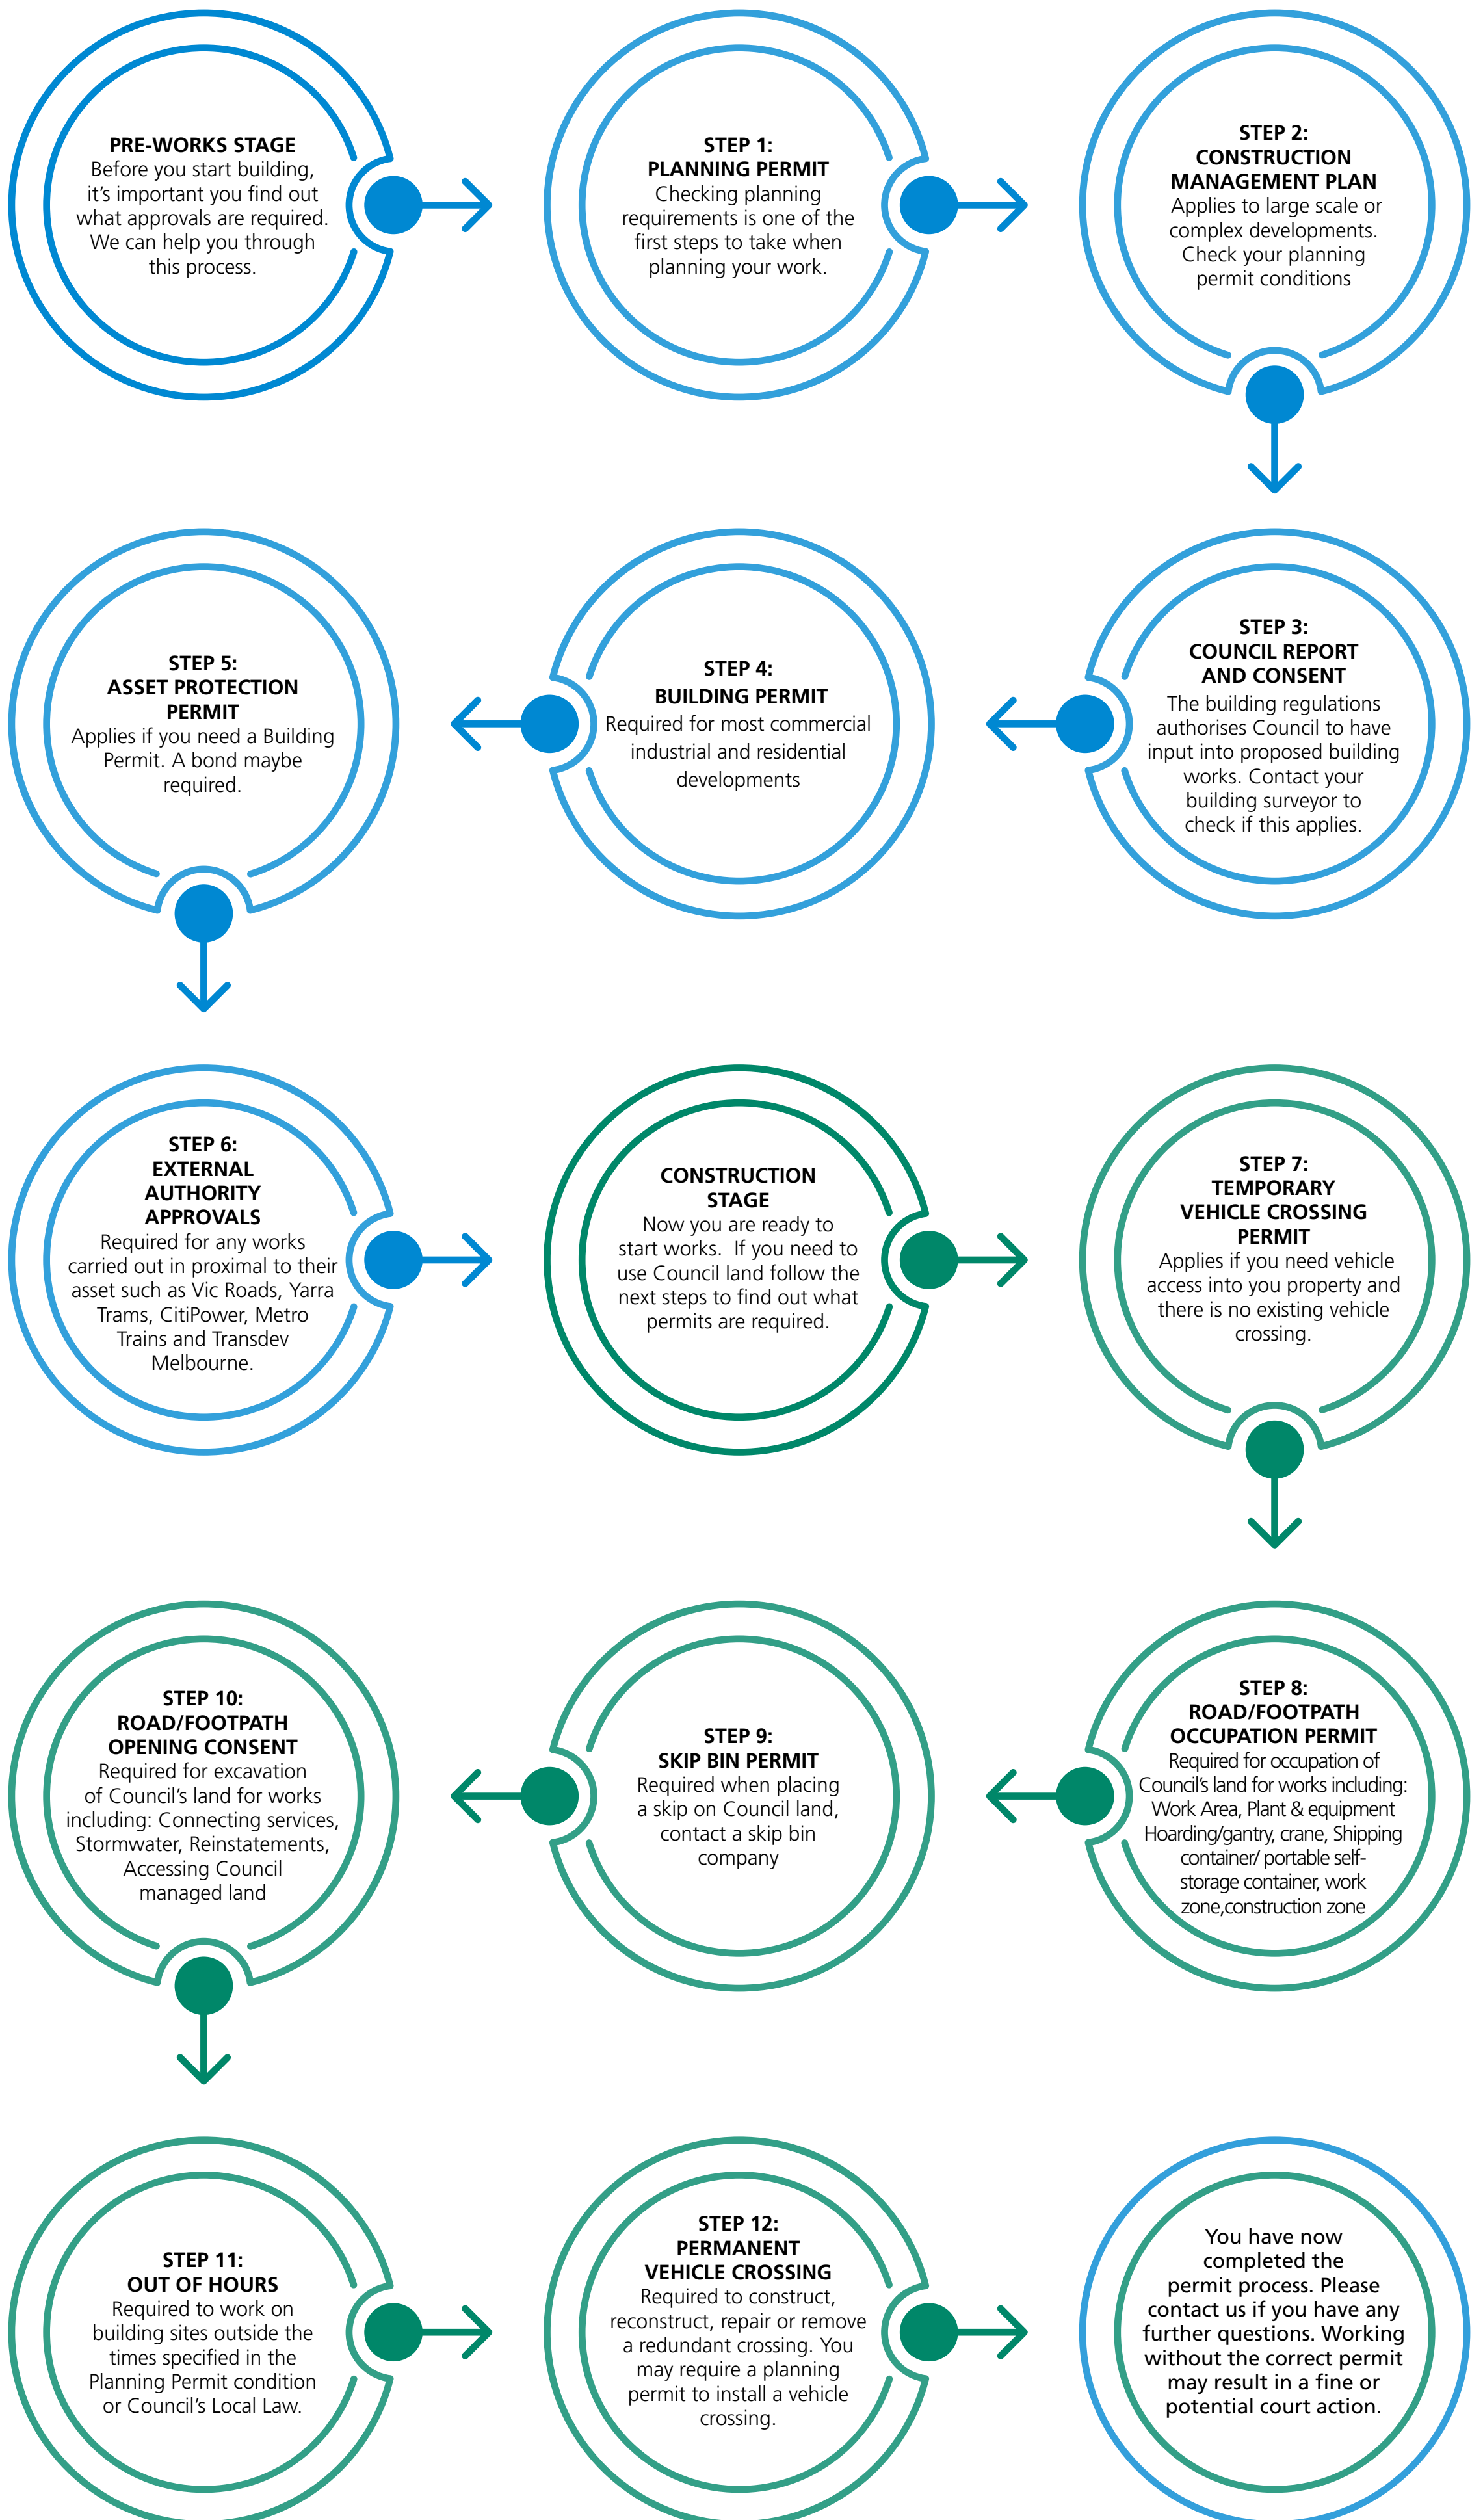 PRE-WORKS STAGE
Before you start building,
it's important you find out
what approvals are required.
We can help you through
this process.
STEP 1:
PLANNING PERMIT
Checking planning
requirements is one of the
first steps to take when
planning your work.
STEP 2:
CONSTRUCTION
MANAGEMENT PLAN
Applies to large scale or
complex developments.
Check your planning
permit conditions
STEP 3:
COUNCIL REPORT
AND CONSENT
The building regulations
authorises Council to have
input into proposed building
works. Contact your
building surveyor to
check if this applies.
STEP 4:
BUILDING PERMIT
Required for most commercial
industrial and residential
developments
STEP 5:
ASSET PROTECTION
PERMIT
Applies if you need a Building
Permit. A bond maybe
required.
STEP 6:
EXTERNAL
AUTHORITY
APPROVALS
Required for any works
carried out in proximal to their
asset such as Vic Roads, Yarra
Trams, CitiPower, Metro
Trains and Transdev
Melbourne.
CONSTRUCTION
STAGE
Now you are ready to
start works.  If you need to
use Council land follow the
next steps to find out what
permits are required.
STEP 7:
TEMPORARY
VEHICLE CROSSING
PERMIT
Applies if you need vehicle
access into you property and
there is no existing vehicle
crossing.
STEP 8:
ROAD/FOOTPATH
OCCUPATION PERMIT
Required for occupation of
Council's land for works including:
Work Area, Plant & equipment
Hoarding/gantry, crane, Shipping
container/ portable self-
storage container, work
zone,construction zone
STEP 9:
SKIP BIN PERMIT
Required when placing
a skip on Council land,
contact a skip bin
company
STEP 10:
ROAD/FOOTPATH
OPENING CONSENT
Required for excavation
of Council's land for works
including: Connecting services,
Stormwater, Reinstatements,
Accessing Council
managed land
STEP 11:
OUT OF HOURS
Required to work on
building sites outside the
times specified in the
Planning Permit condition
or Council's Local Law.
STEP 12:
PERMANENT
VEHICLE CROSSING
Required to construct,
reconstruct, repair or remove
a redundant crossing. You
may require a planning
permit to install a vehicle
crossing.
You have now
completed the
permit process. Please
contact us if you have any
further questions. Working
without the correct permit
may result in a fine or
potential court action.